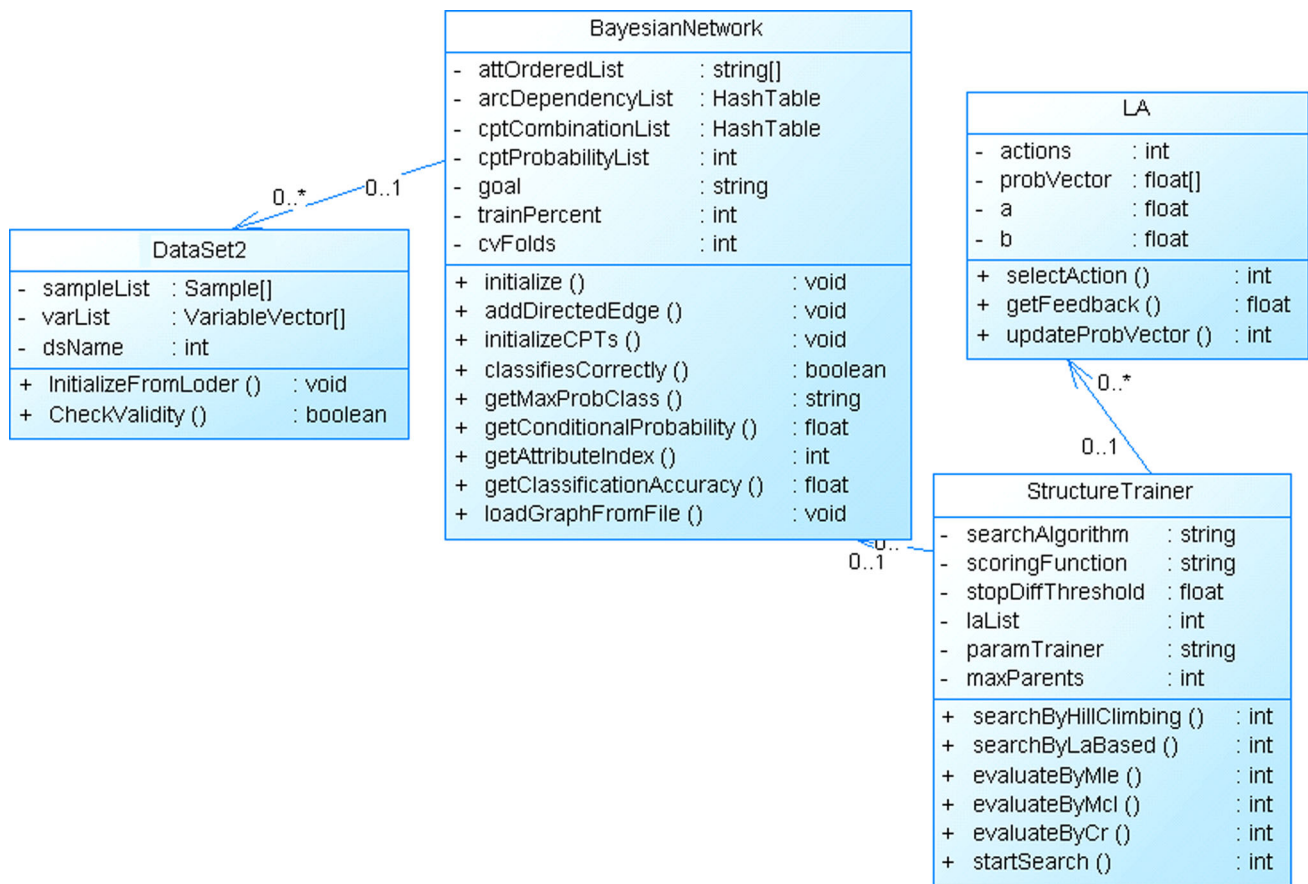 BayesianNetwork
- attOrderedList : string[]
- arcDependencyList : HashTable
- cptCombinationList : HashTable
- cptProbabilityList : int
- goal : string
- trainPercent : int
- cvFolds : int
+ initialize () : void
+ addDirectedEdge () : void
+ initializeCPTs () : void
+ classifiesCorrectly () : boolean
+ getMaxProbClass () : string
+ getConditionalProbability () : float
+ getAttributeIndex () : int
+ getClassificationAccuracy () : float
+ loadGraphFromFile () : void
0..1
0..*
DataSet2
- sampleList : Sample[]
- varList : VariableVector[]
- dsName : int
+ InitializeFromLoder () : void
+ CheckValidity () : boolean
LA
- actions : int
- probVector : float[]
- a : float
- b : float
+ selectAction () : int
+ getFeedback () : float
+ updateProbVector () : int
0..*
0..1
StructureTrainer
- searchAlgorithm : string
- scoringFunction : string
- stopDiffThreshold : float
- laList : int
- paramTrainer : string
- maxParents : int
+ searchByHillClimbing () : int
+ searchByLaBased () : int
+ evaluateByMle () : int
+ evaluateByMcl () : int
+ evaluateByCr () : int
+ startSearch () : int
0..1